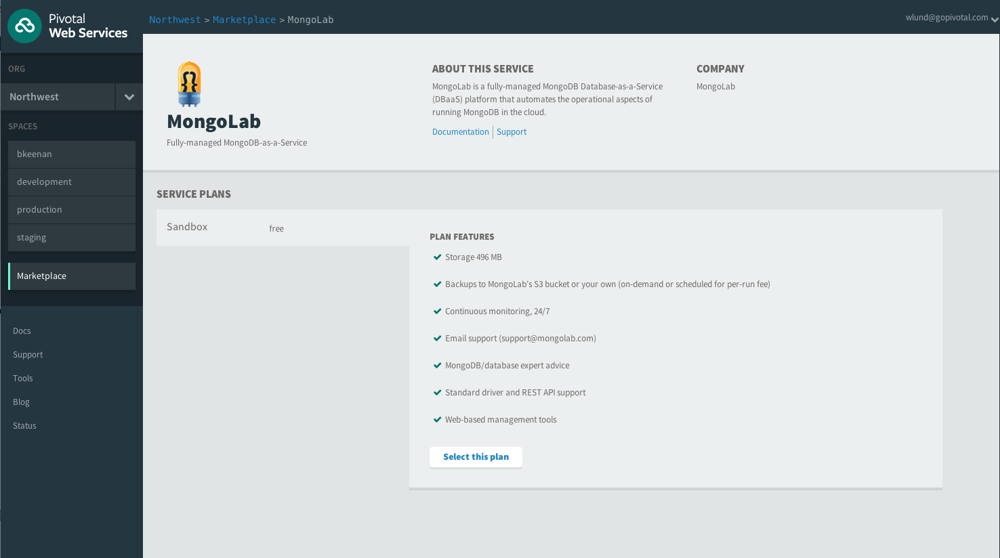 Pivotal
Web Services
Northwest > Marketplace > MongoLab
wlund@gopivotal.com
ORG
Northwest
SPACES
bkeenan
development
production
staging
Marketplace
Docs
Support
Tools
Blog
Status
MongoLab
Fully-managed MongoDB-as-a-Service
ABOUT THIS SERVICE
MongoLab is a fully-managed MongoDB Database-as-a-Service
(DBaaS) platform that automates the operational aspects of
running MongoDB in the cloud.
Documentation | Support
COMPANY
MongoLab
SERVICE PLANS
Sandbox free
PLAN FEATURES
Storage 496 MB
Backups to MongoLab's S3 bucket or your own (on-demand or scheduled for per-run fee)
Continuous monitoring, 24/7
Email support (support@mongolab.com)
MongoDB/database expert advice
Standard driver and REST API support
Web-based management tools
Select this plan